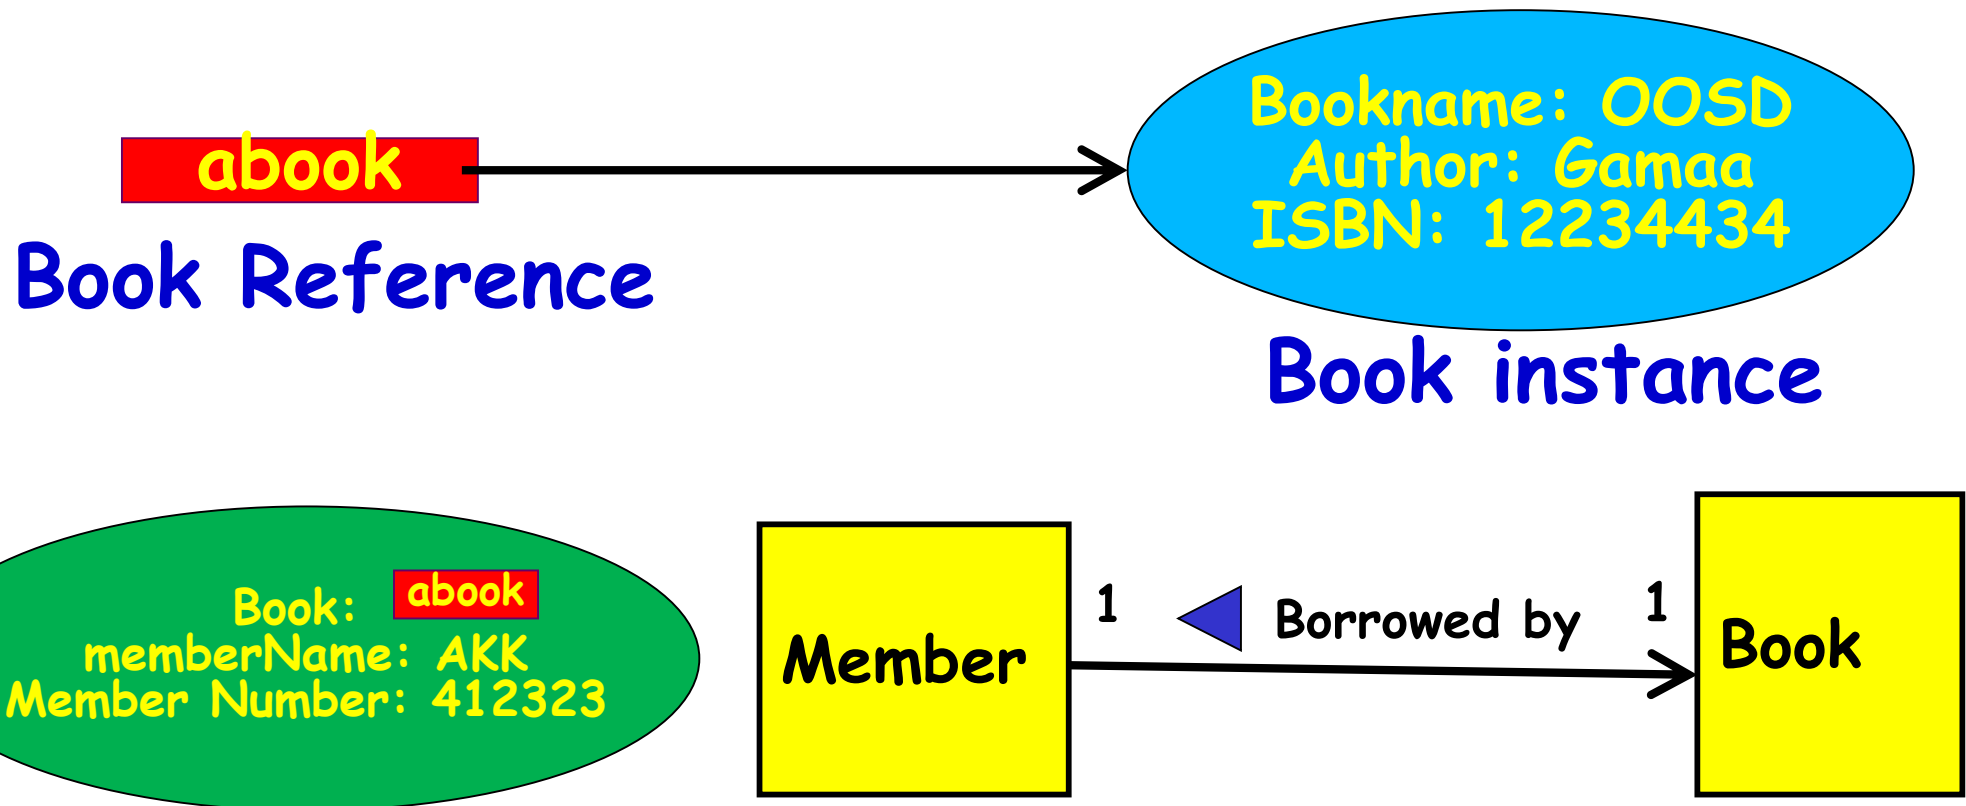 abook
Book Reference
Bookname: OOSD
Author: Gamaa
ISBN: 12234434
Book instance
Book: abook
memberName: AKK
Member Number: 412323
Member
1 Borrowed by 1
Book